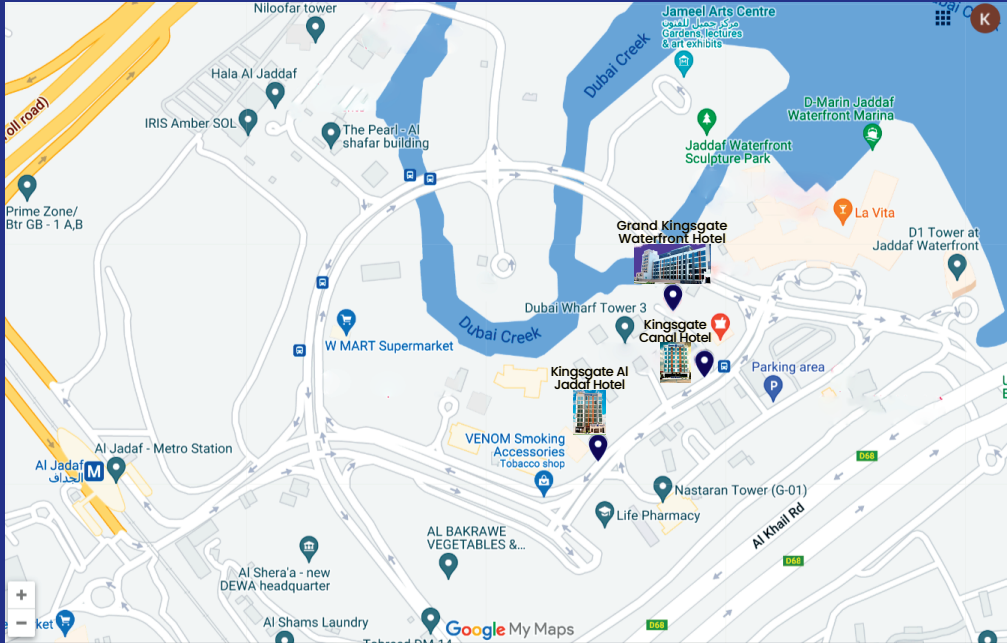 Niloofar tower
Jameel Arts Centre
مركز جميل للفنون
Gardens, lectures
& art exhibits
K
Dubai Creek
Hala Al Jaddaf
IRIS Amber SOL
The Pearl - Al
shafar building
D-Marin Jaddaf
Waterfront Marina
Jaddaf Waterfront
Sculpture Park
Prime Zone/
Btr GB - 1 A,B
La Vita
Grand Kingsgate
Waterfront Hotel
D1 Tower at
Jaddaf Waterfront
Dubai Wharf Tower 3
Dubai Creek
Kingsgate
Canal Hotel
W MART Supermarket
Kingsgate Al
Jadaf Hotel
Parking area
P
VENOM Smoking
Accessories
Tobacco shop
Al Jadaf - Metro Station
Al Jadaf
الجداف
M
D68
Nastaran Tower (G-01)
Life Pharmacy
Al Khail Rd
AL BAKRAWE
VEGETABLES &...
Al Shera'a - new
DEWA headquarter
D68
+
−
Al Shams Laundry
Google My Maps
D68